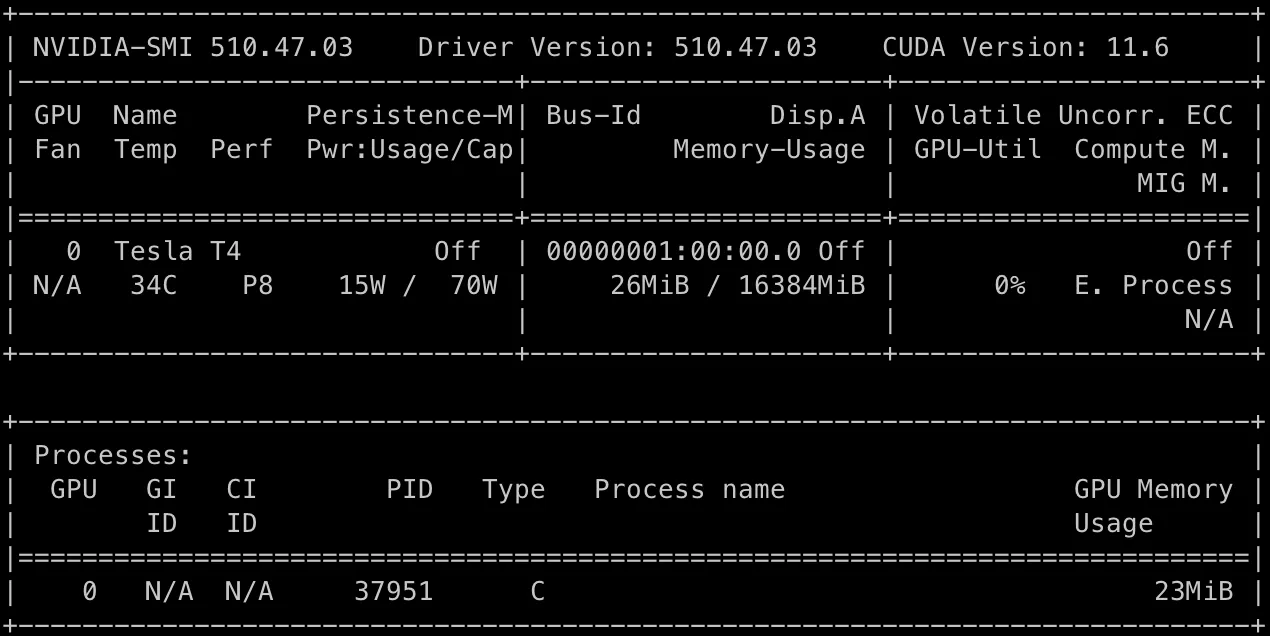 +-----------------------------------------------------------------------------+
| NVIDIA-SMI 510.47.03    Driver Version: 510.47.03    CUDA Version: 11.6     |
|-------------------------------+----------------------+----------------------+
| GPU  Name        Persistence-M| Bus-Id        Disp.A | Volatile Uncorr. ECC |
| Fan  Temp  Perf  Pwr:Usage/Cap|         Memory-Usage | GPU-Util  Compute M. |
|                               |                      |               MIG M. |
|===============================+======================+======================|
|   0  Tesla T4            Off  | 00000001:00:00.0 Off |                  Off |
| N/A   34C    P8    15W /  70W |     26MiB / 16384MiB |      0%   E. Process |
|                               |                      |                  N/A |
+-------------------------------+----------------------+----------------------+

+-----------------------------------------------------------------------------+
| Processes:                                                                  |
|  GPU   GI   CI        PID   Type   Process name                  GPU Memory |
|        ID   ID                                                   Usage      |
|=============================================================================|
|    0   N/A  N/A     37951      C                                      23MiB |
+-----------------------------------------------------------------------------+